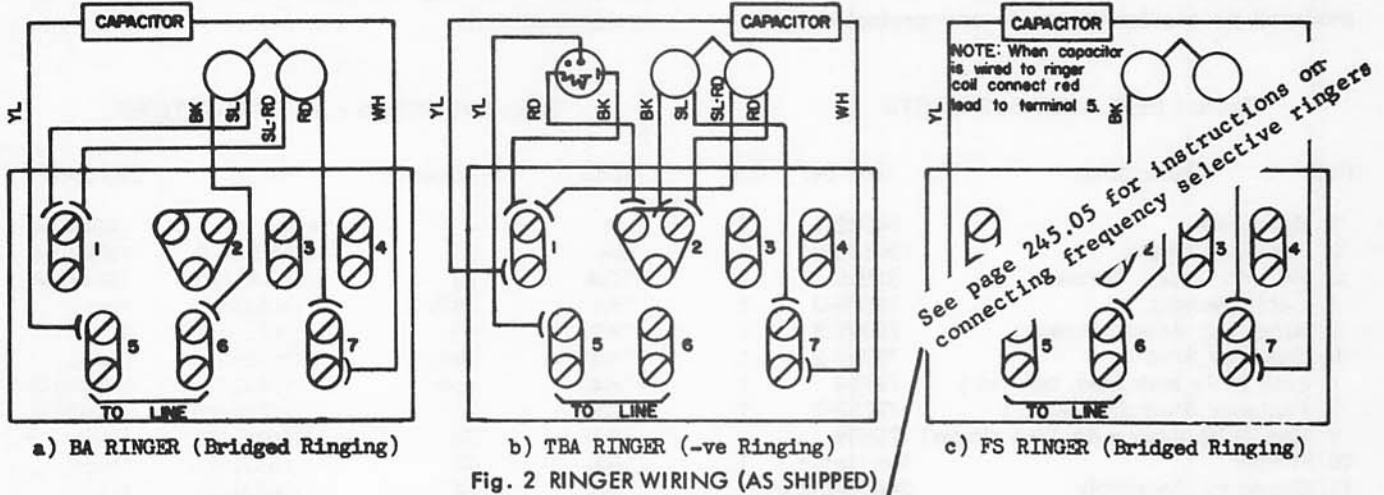 CAPACITOR
YL
BK
SL
SL-RD
RD
WH
1
2
3
4
5
6
7
TO LINE
a) BA RINGER (Bridged Ringing)
CAPACITOR
YL
YL
RD
BK
BK
SL
SL-RD
RD
WH
1
2
3
4
5
6
7
TO LINE
b) TBA RINGER (-ve Ringing)
CAPACITOR
NOTE: When capacitor
is wired to ringer
coil connect red
lead to terminal 5.
YL
BK
See page 245.05 for instructions on
connecting frequency selective ringers
3
4
5
6
7
TO LINE
c) FS RINGER (Bridged Ringing)
Fig. 2 RINGER WIRING (AS SHIPPED)